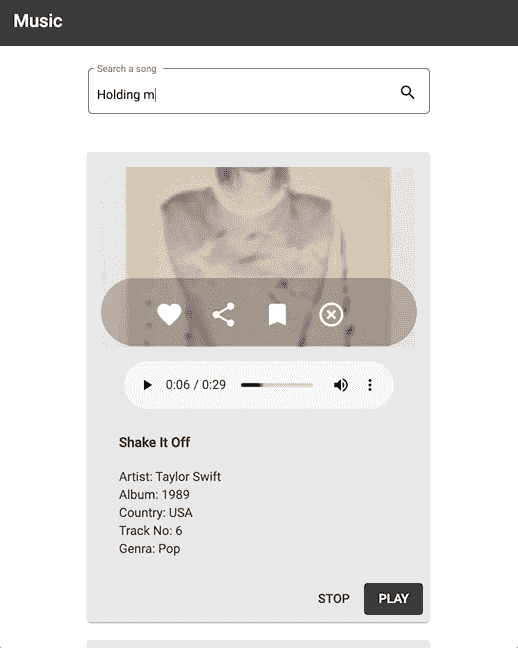 Music
Search a song
Holding m
0:06 / 0:29
Shake It Off
Artist: Taylor Swift
Album: 1989
Country: USA
Track No: 6
Genra: Pop
STOP PLAY